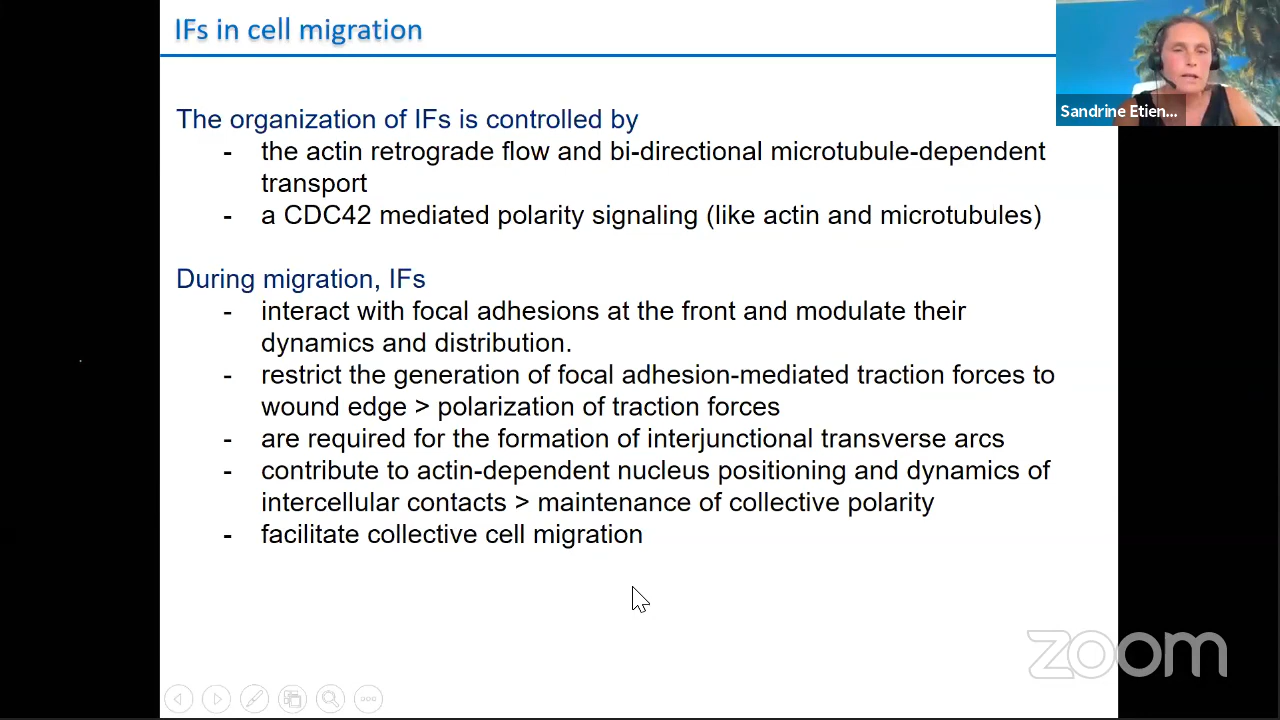 IFs in cell migration
Sandrine Etien...
The organization of IFs is controlled by
- the actin retrograde flow and bi-directional microtubule-dependent
transport
- a CDC42 mediated polarity signaling (like actin and microtubules)
During migration, IFs
- interact with focal adhesions at the front and modulate their
dynamics and distribution.
- restrict the generation of focal adhesion-mediated traction forces to
wound edge > polarization of traction forces
- are required for the formation of interjunctional transverse arcs
- contribute to actin-dependent nucleus positioning and dynamics of
intercellular contacts > maintenance of collective polarity
- facilitate collective cell migration
zoom